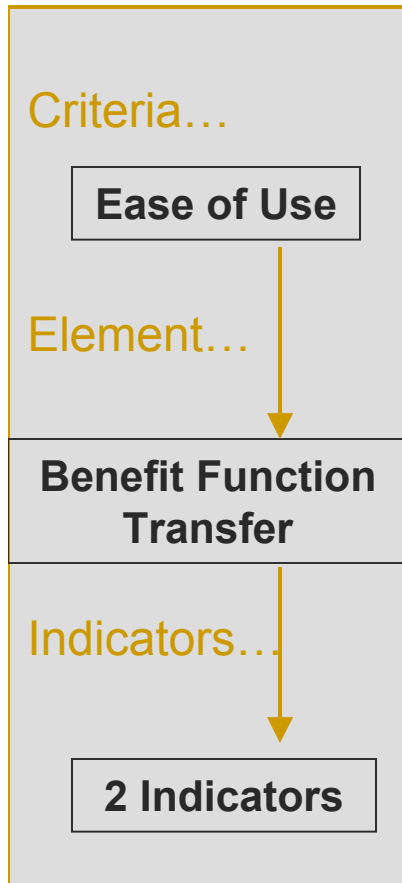 Criteria…
Ease of Use
Element…
Benefit Function
Transfer
Indicators…
2 Indicators